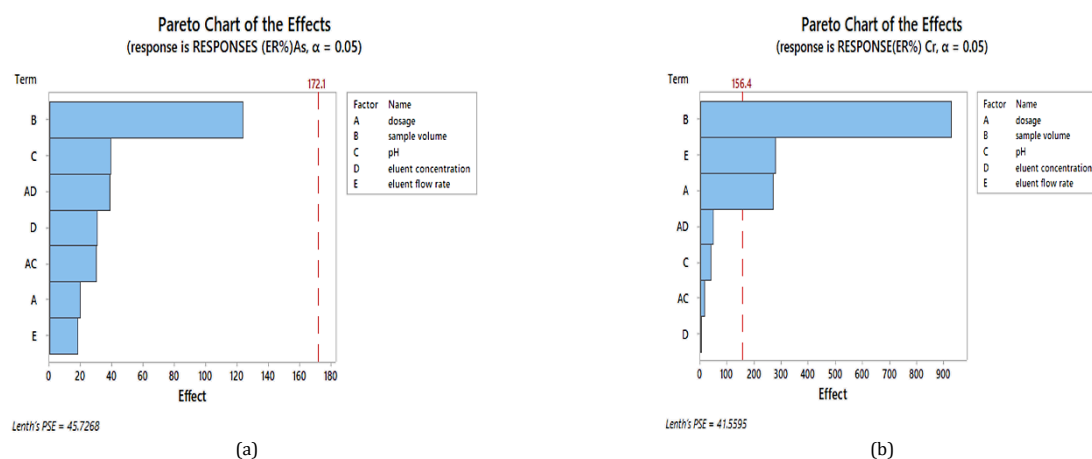 Pareto Chart of the Effects
(response is RESPONSES (ER%)As, α = 0.05)
Term
172.1
B
C
AD
D
AC
A
E
0 20 40 60 80 100 120 140 160 180
Effect
Factor Name
A dosage
B sample volume
C pH
D eluent concentration
E eluent flow rate
Lenth's PSE = 45.7268
(a)
Pareto Chart of the Effects
(response is RESPONSE(ER%) Cr, α = 0.05)
Term
156.4
B
E
A
AD
C
AC
D
0 100 200 300 400 500 600 700 800 900
Effect
Factor Name
A dosage
B sample volume
C pH
D eluent concentration
E eluent flow rate
Lenth's PSE = 41.5595
(b)